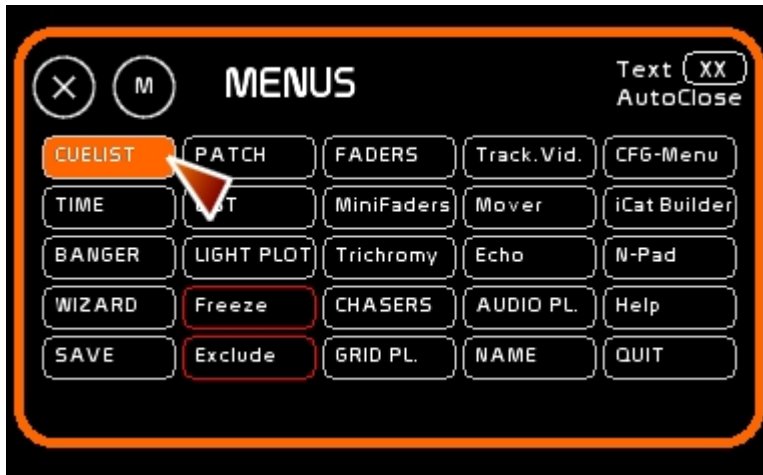 X M MENUS Text XX
AutoClose
CUELIST PATCH FADERS Track.Vid. CFG-Menu
TIME MiniFaders Mover iCat Builder
BANGER LIGHT PLOT Trichromy Echo N-Pad
WIZARD Freeze CHASERS AUDIO PL. Help
SAVE Exclude GRID PL. NAME QUIT